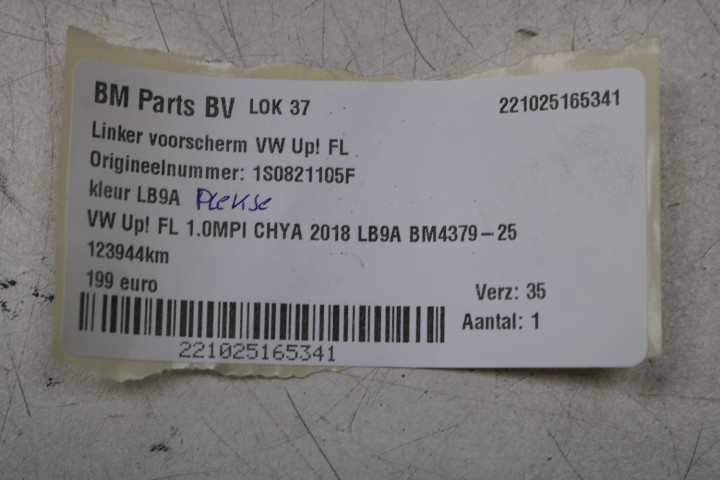 BM Parts BV LOK 37 221025165341
Linker voorscherm VW Up! FL
Origineelnummer: 1S0821105F
kleur LB9A
VW Up! FL 1.0MPI CHYA 2018 LB9A BM4379-25
123944km
199 euro Verz: 35
Aantal: 1
221025165341